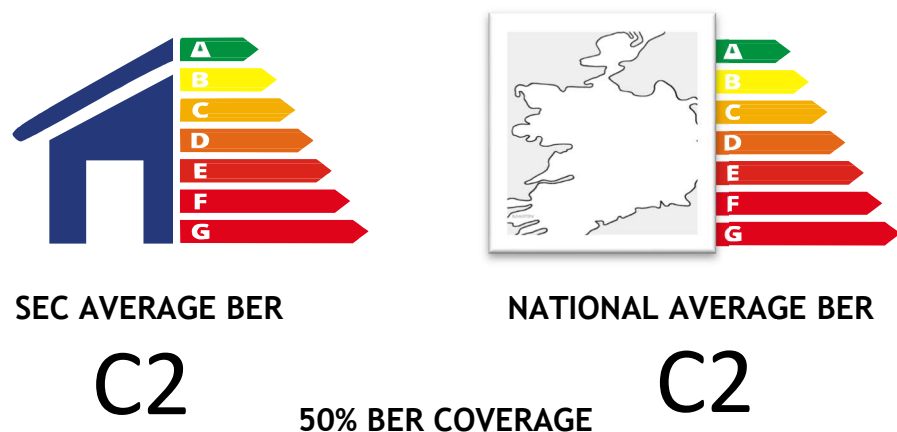 A
B
C
D
E
F
G
A
B
C
D
E
F
G
SEC AVERAGE BER
NATIONAL AVERAGE BER
C2
C2
50% BER COVERAGE